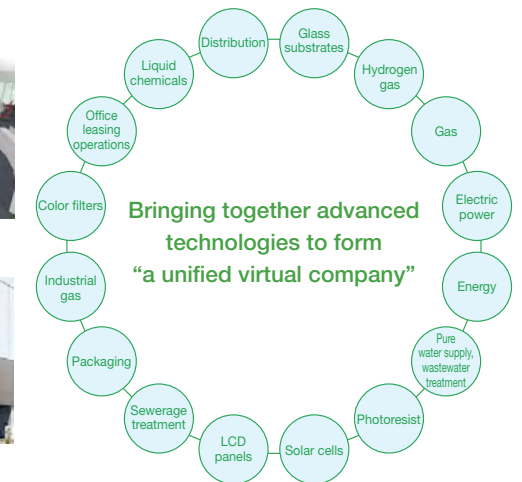 Distribution
Glass
substrates
Hydrogen
gas
Gas
Electric
power
Energy
Pure
water supply,
wastewater
treatment
Photoresist
Solar cells
LCD
panels
Sewerage
treatment
Packaging
Industrial
gas
Color filters
Office
leasing
operations
Liquid
chemicals
Bringing together advanced
technologies to form
“a unified virtual company”